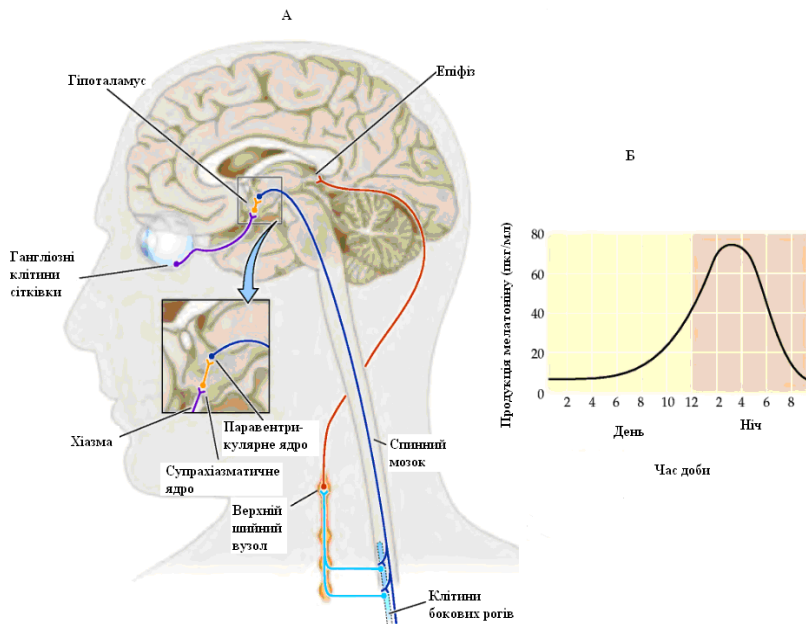 А
Гіпоталамус
Епіфіз
Гангліозні
клітини
сітківки
Хіазма
Паравентри-
кулярне ядро
Супрахіазматичне
ядро
Верхній
шийний
вузол
Спинний
мозок
Клітини
бокових рогів
Б
Продукція мелатоніну (пкг/мл)
80
60
40
20
0
2 4 6 8 10 12 2 4 6 8
День
Ніч
Час доби